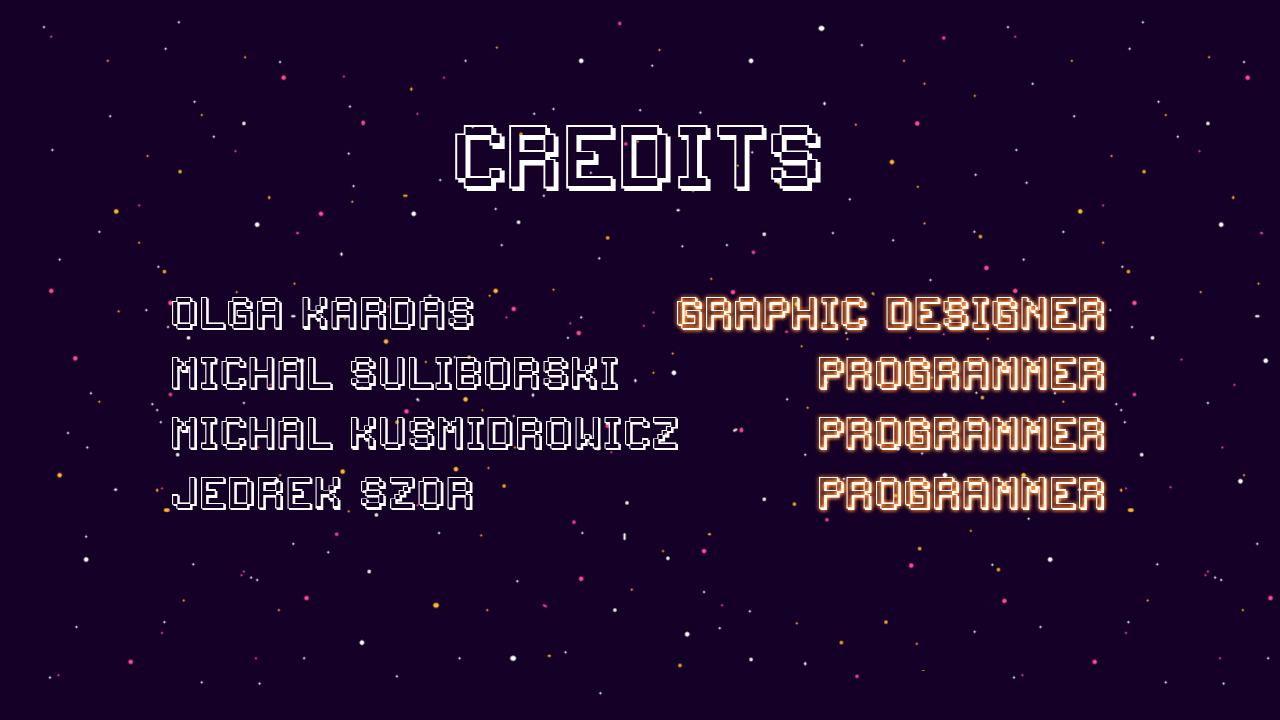 CREDITS
OLGA KARDAS GRAPHIC DESIGNER
MICHAL SULIBORSKI PROGRAMMER
MICHAL KUSMIDROWICZ PROGRAMMER
JEDREK SZOR PROGRAMMER